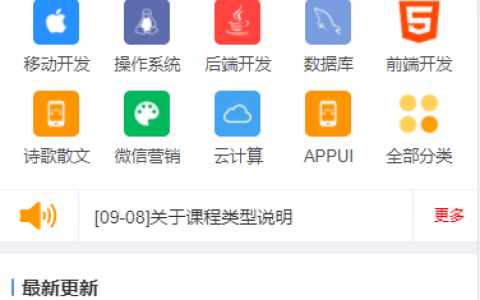 移动开发 操作系统 后端开发 数据库 前端开发
诗歌散文 微信营销 云计算 APPUI 全部分类
[09-08]关于课程类型说明 更多
最新更新